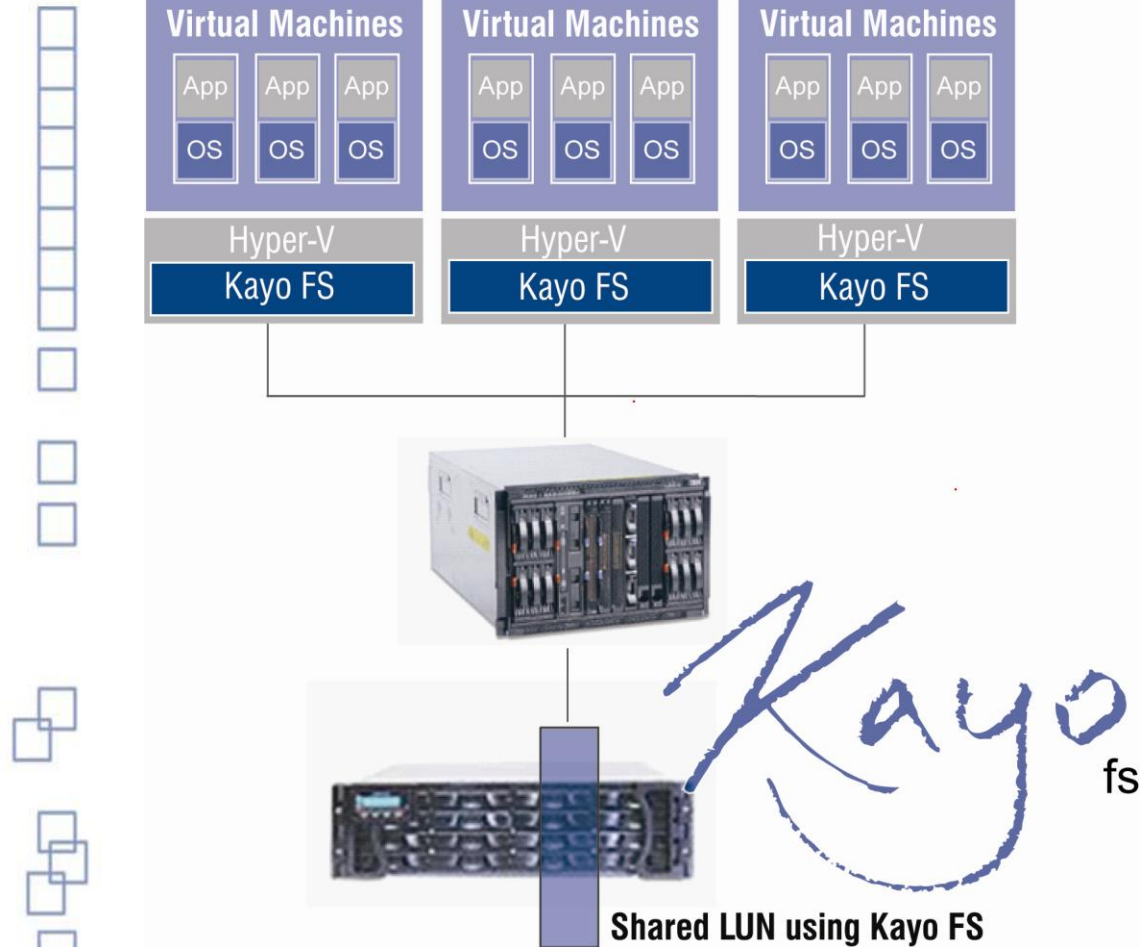 Virtual Machines Virtual Machines Virtual Machines
App App App App App App App App App
OS OS OS OS OS OS OS OS OS
Hyper-V Hyper-V Hyper-V
Kayo FS Kayo FS Kayo FS
Kayo
fs
Shared LUN using Kayo FS